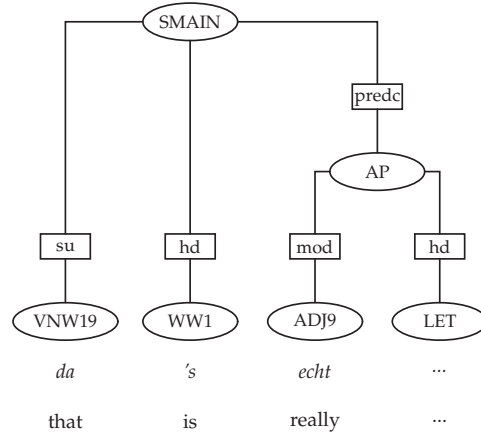 SMAIN
predc
AP
su hd mod hd
VNW19 WW1 ADJ9 LET
da 's echt ...
that is really ...